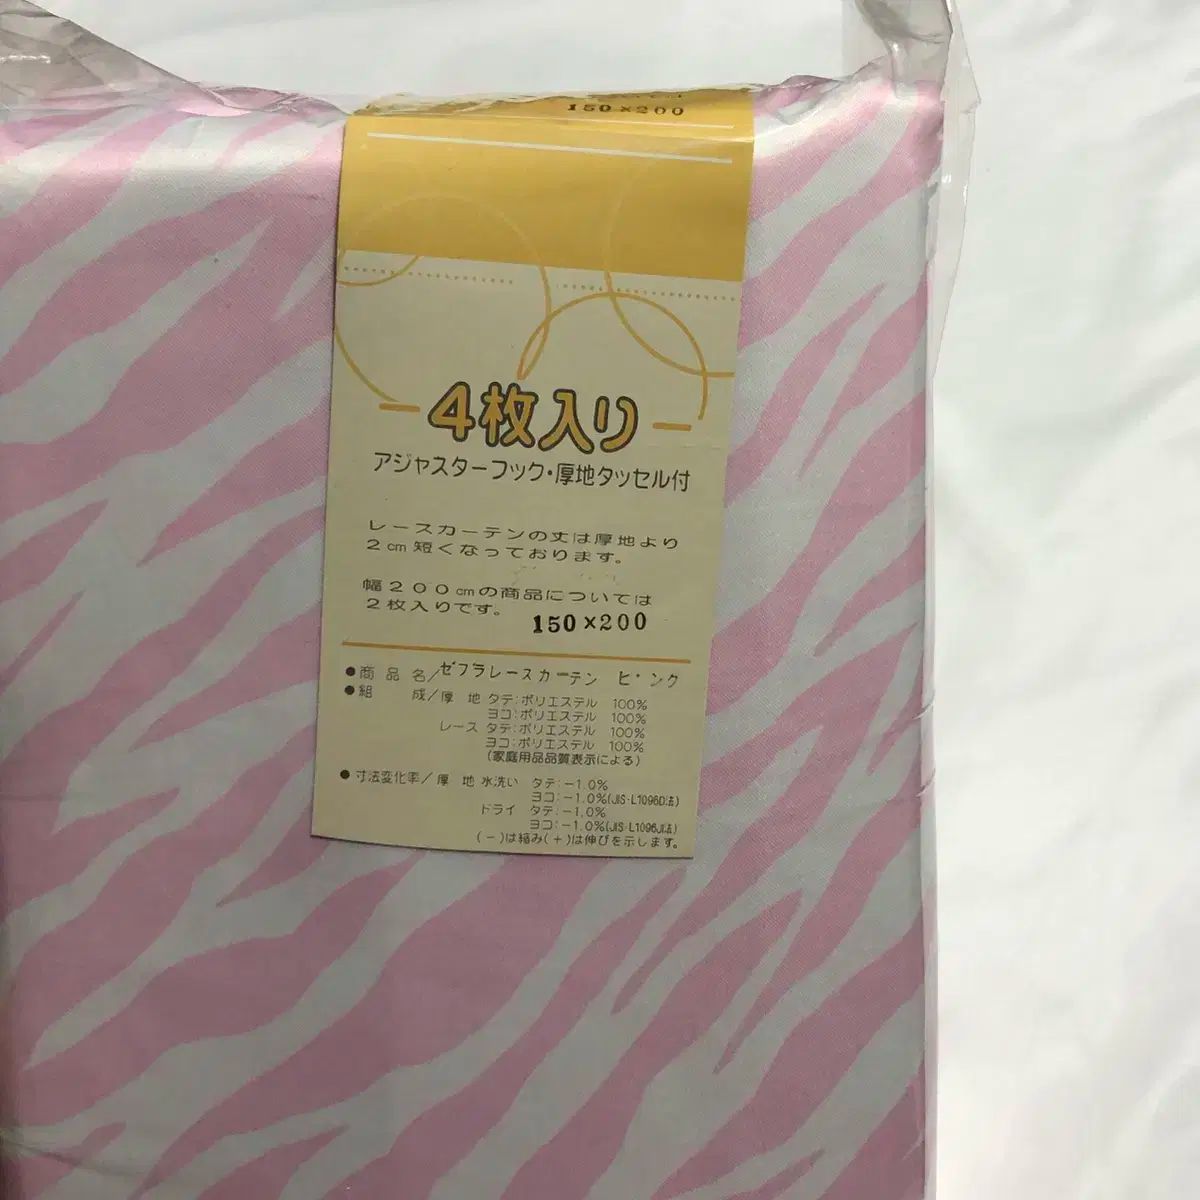 150×200
4枚入り
アジャスターフック・厚地タッセル付
レースカーテンの丈は厚地より
2cm短くなっております。
幅200cmの商品については
2枚入りです。
150×200
●商品名/ゼブラレースカーテン ピンク
●組成/厚地 タテ:ポリエステル 100%
ヨコ:ポリエステル 100%
レース タテ:ポリエステル 100%
ヨコ:ポリエステル 100%
(家庭用品品質表示による)
●寸法変化率/厚地 水洗い タテ:-1.0%
ヨコ:-1.0%(JIS・L1096D法)
ドライ タテ:-1.0%
ヨコ:-1.0%(JIS・L1096J法)
(-)は縮み(+)は伸びを示します。